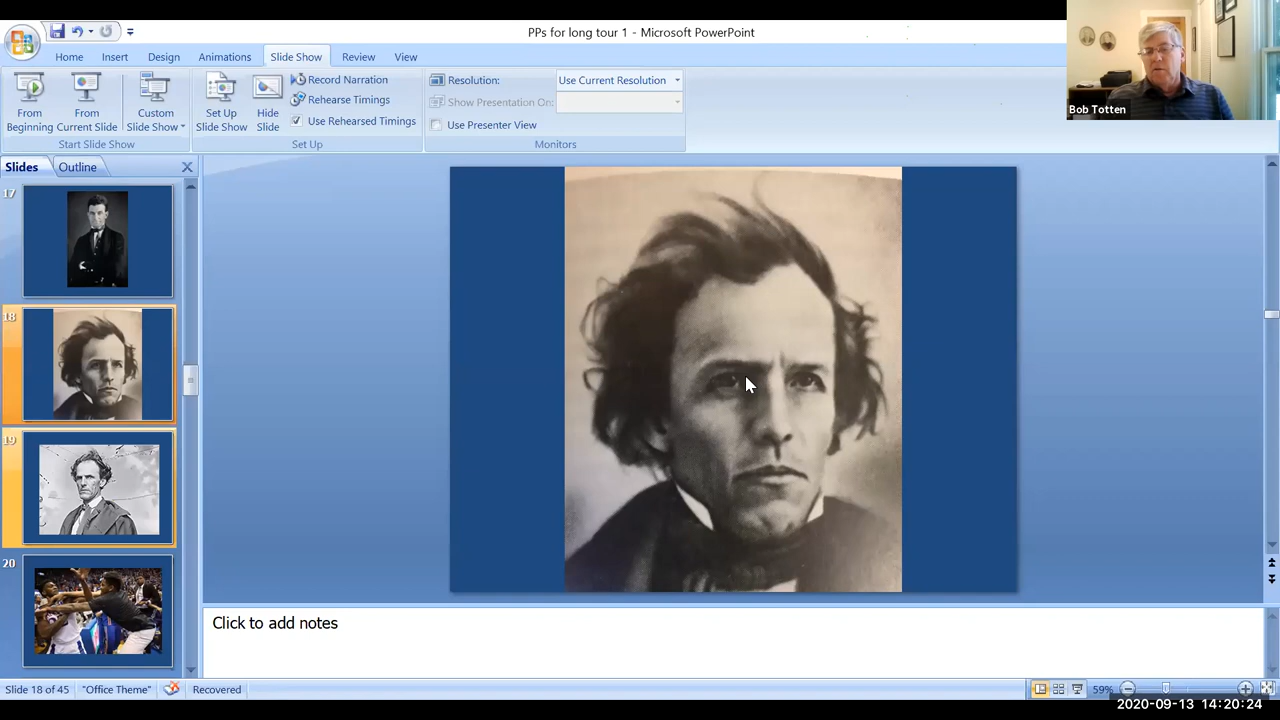 PPs for long tour 1 - Microsoft PowerPoint
Home Insert Design Animations Slide Show Review View
From Beginning
From Current Slide
Custom Slide Show
Start Slide Show
Set Up Slide Show
Hide Slide
Record Narration
Rehearse Timings
Use Rehearsed Timings
Set Up
Resolution: Use Current Resolution
Show Presentation On:
Use Presenter View
Monitors
Bob Totten
Slides Outline
17
18
19
20
Click to add notes
Slide 18 of 45 "Office Theme" Recovered 59%
2020-09-13 14:20:24